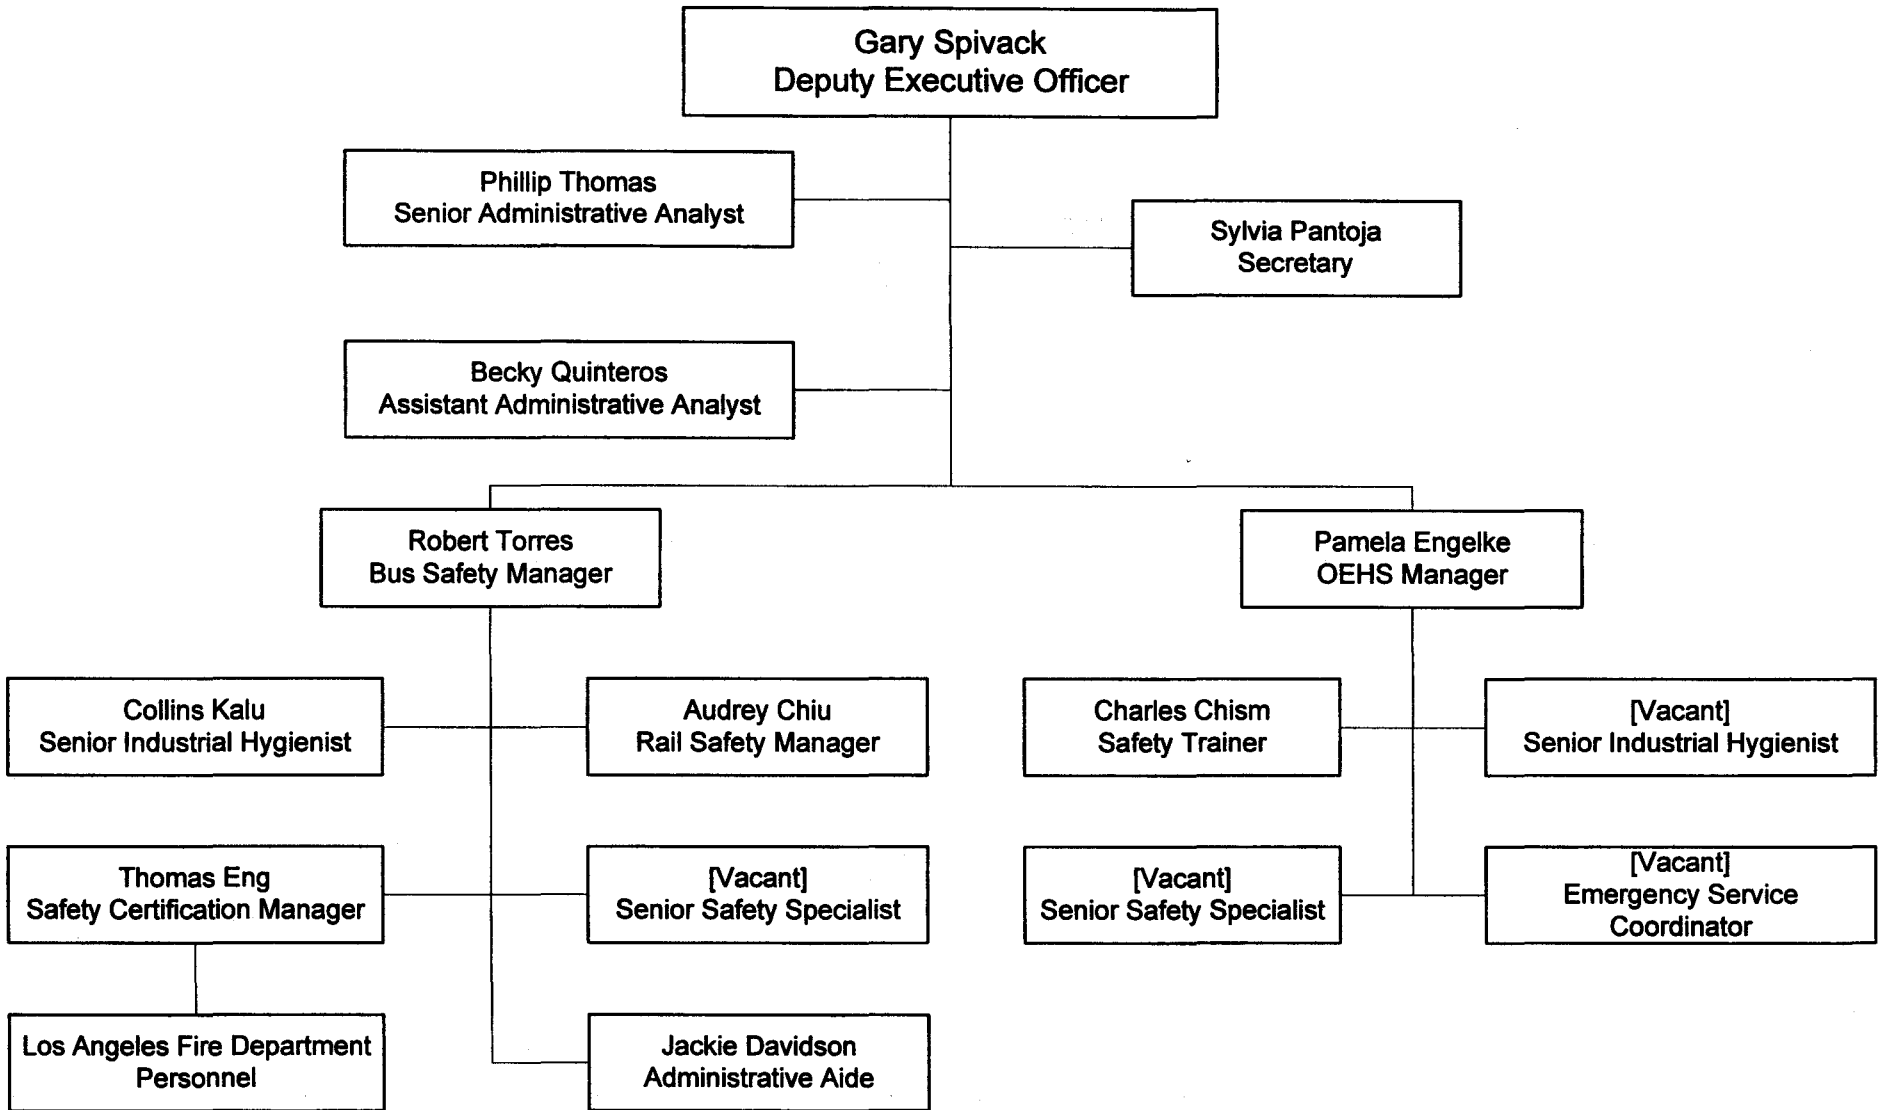 Gary Spivack
Deputy Executive Officer
Phillip Thomas
Senior Administrative Analyst
Sylvia Pantoja
Secretary
Becky Quinteros
Assistant Administrative Analyst
Robert Torres
Bus Safety Manager
Pamela Engelke
OEHS Manager
Collins Kalu
Senior Industrial Hygienist
Audrey Chiu
Rail Safety Manager
Charles Chism
Safety Trainer
[Vacant]
Senior Industrial Hygienist
Thomas Eng
Safety Certification Manager
[Vacant]
Senior Safety Specialist
[Vacant]
Senior Safety Specialist
[Vacant]
Emergency Service
Coordinator
Los Angeles Fire Department
Personnel
Jackie Davidson
Administrative Aide